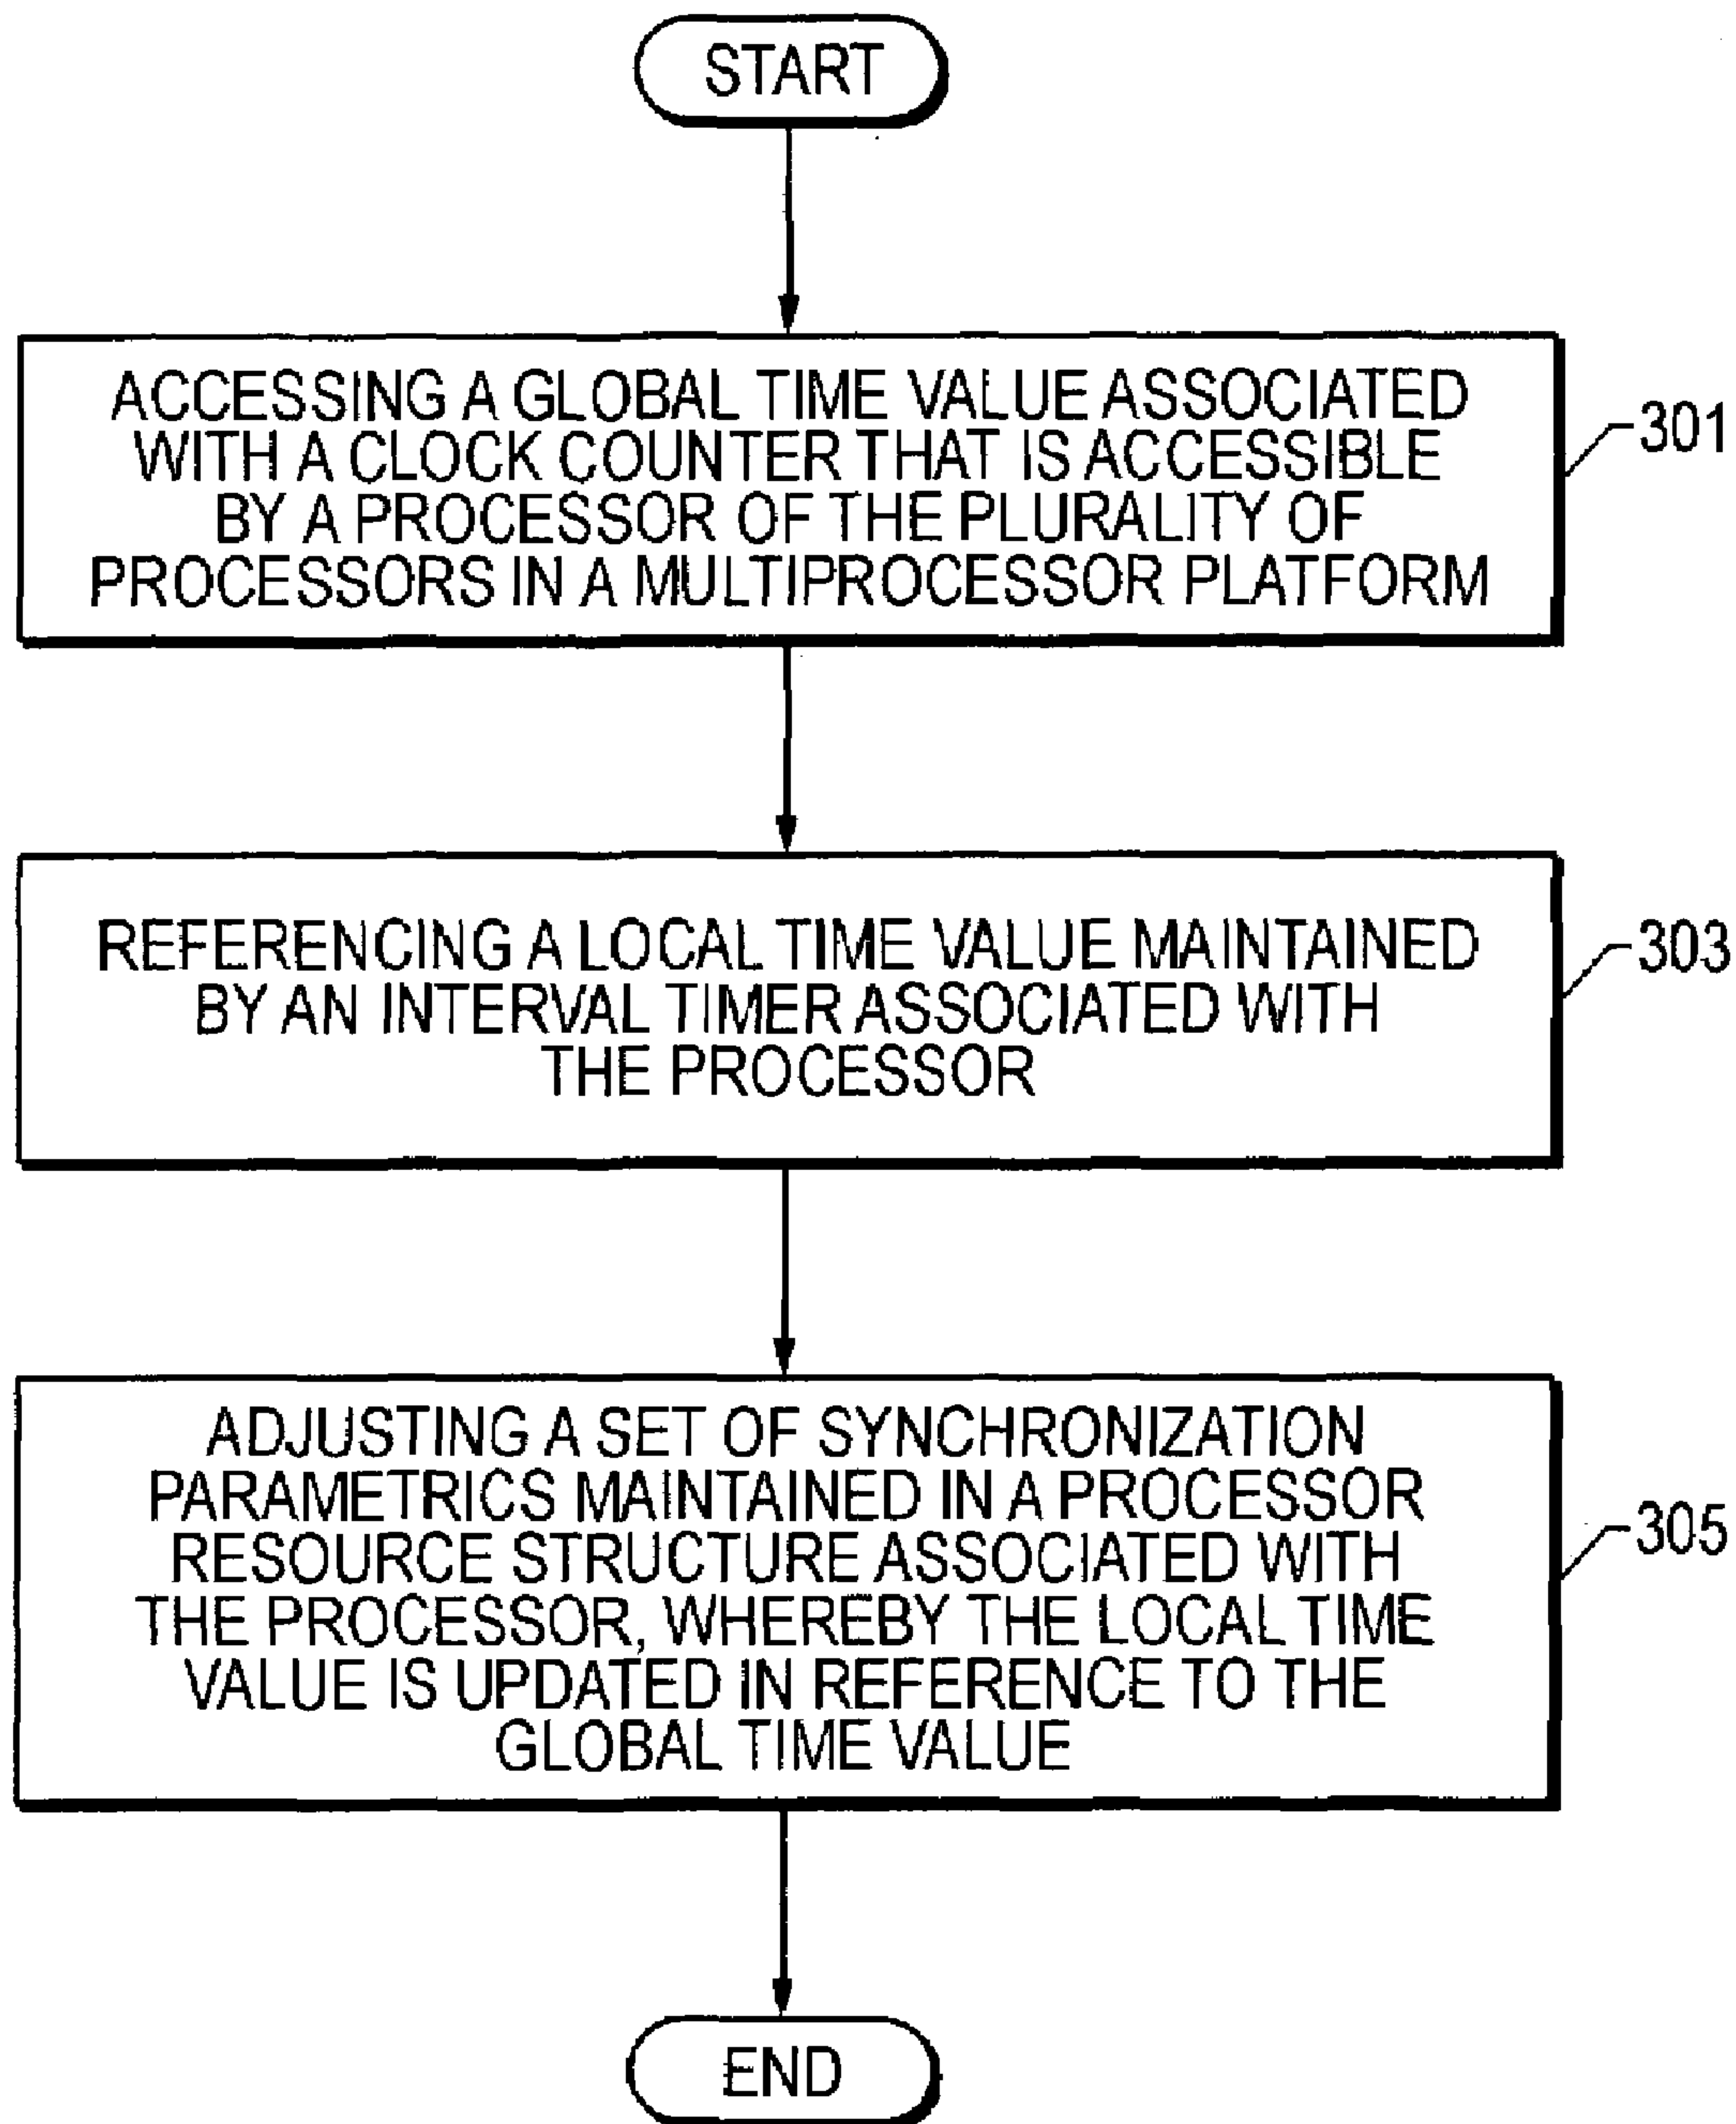 START
ACCESSING A GLOBAL TIME VALUE ASSOCIATED
WITH A CLOCK COUNTER THAT IS ACCESSIBLE
BY A PROCESSOR OF THE PLURALITY OF
PROCESSORS IN A MULTIPROCESSOR PLATFORM
301
REFERENCING A LOCAL TIME VALUE MAINTAINED
BY AN INTERVAL TIMER ASSOCIATED WITH
THE PROCESSOR
303
ADJUSTING A SET OF SYNCHRONIZATION
PARAMETRICS MAINTAINED IN A PROCESSOR
RESOURCE STRUCTURE ASSOCIATED WITH
THE PROCESSOR, WHEREBY THE LOCAL TIME
VALUE IS UPDATED IN REFERENCE TO THE
GLOBAL TIME VALUE
305
END